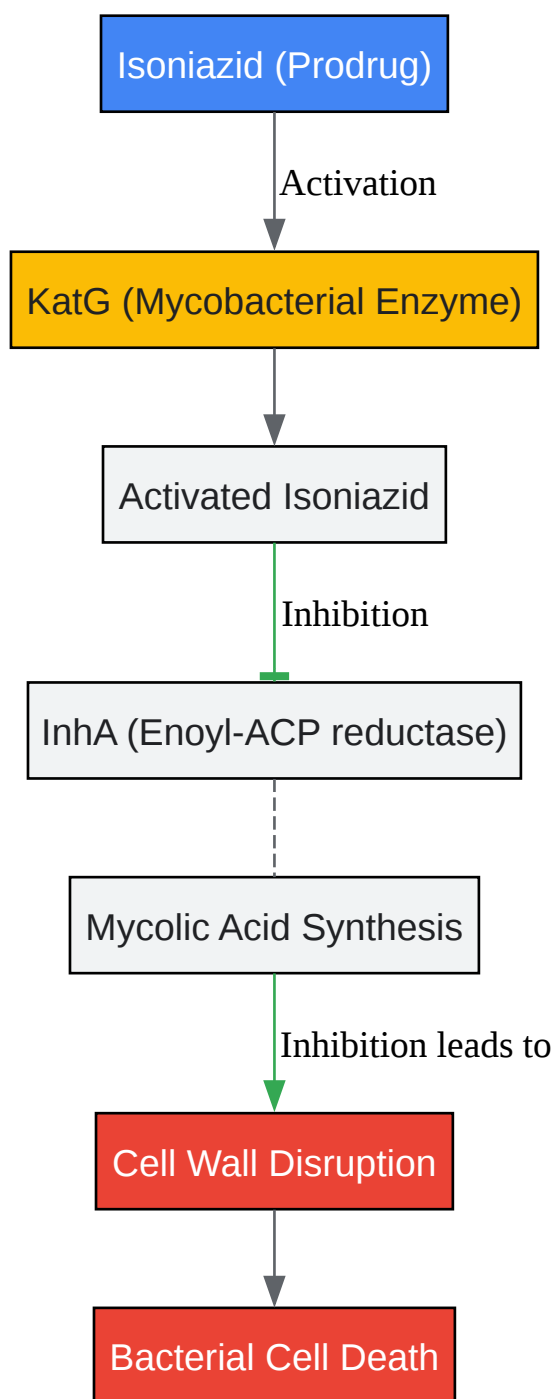 Isoniazid (Prodrug)
Activation
KatG (Mycobacterial Enzyme)
Activated Isoniazid
Inhibition
InhA (Enoyl-ACP reductase)
Mycolic Acid Synthesis
Inhibition leads to
Cell Wall Disruption
Bacterial Cell Death